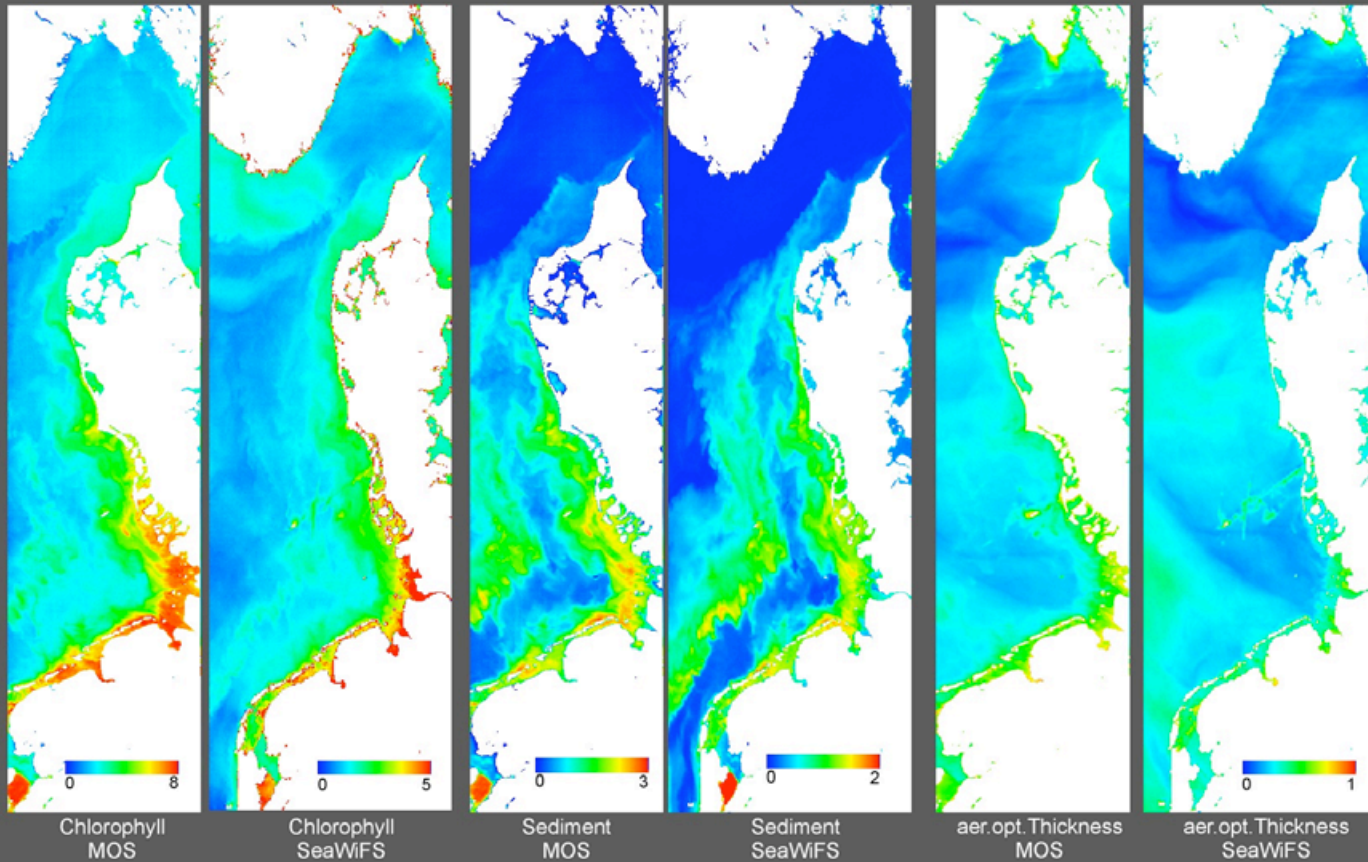 0 8
0 5
0 3
0 2
0 1
Chlorophyll
MOS
Chlorophyll
SeaWiFS
Sediment
MOS
Sediment
SeaWiFS
aer.opt.Thickness
MOS
aer.opt.Thickness
SeaWiFS